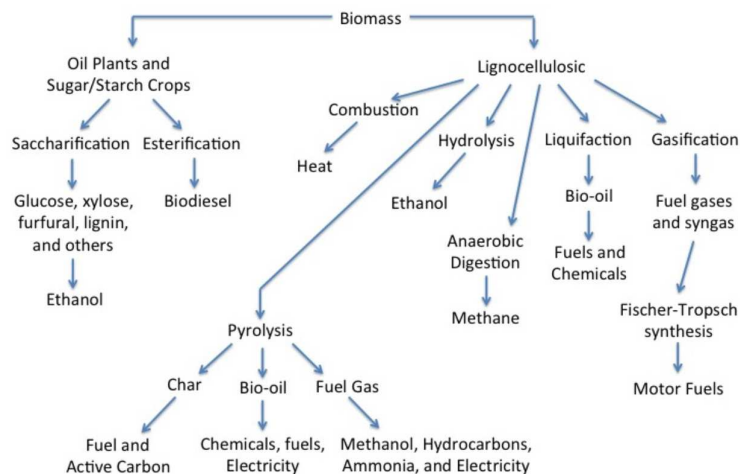 Biomass
Oil Plants and
Sugar/Starch Crops
Lignocellulosic
Saccharification
Esterification
Combustion
Hydrolysis
Liquifaction
Gasification
Heat
Glucose, xylose,
furfural, lignin,
and others
Biodiesel
Ethanol
Bio-oil
Fuel gases
and syngas
Anaerobic
Digestion
Fuels and
Chemicals
Ethanol
Methane
Fischer-Tropsch
synthesis
Pyrolysis
Motor Fuels
Char
Bio-oil
Fuel Gas
Fuel and
Active Carbon
Chemicals, fuels,
Electricity
Methanol, Hydrocarbons,
Ammonia, and Electricity